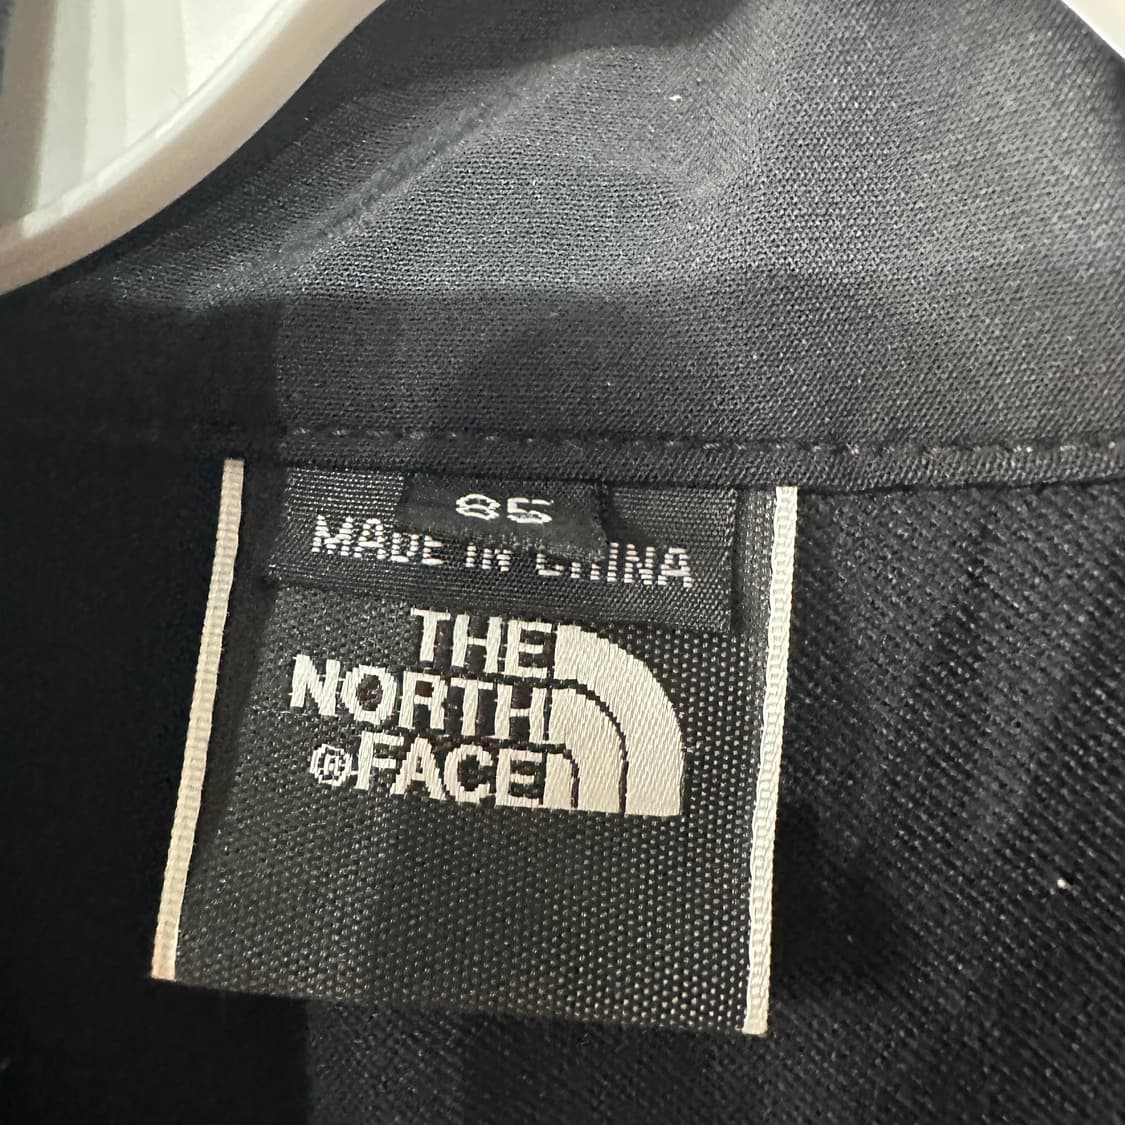 85
MADE IN CHINA
THE
NORTH
®FACE